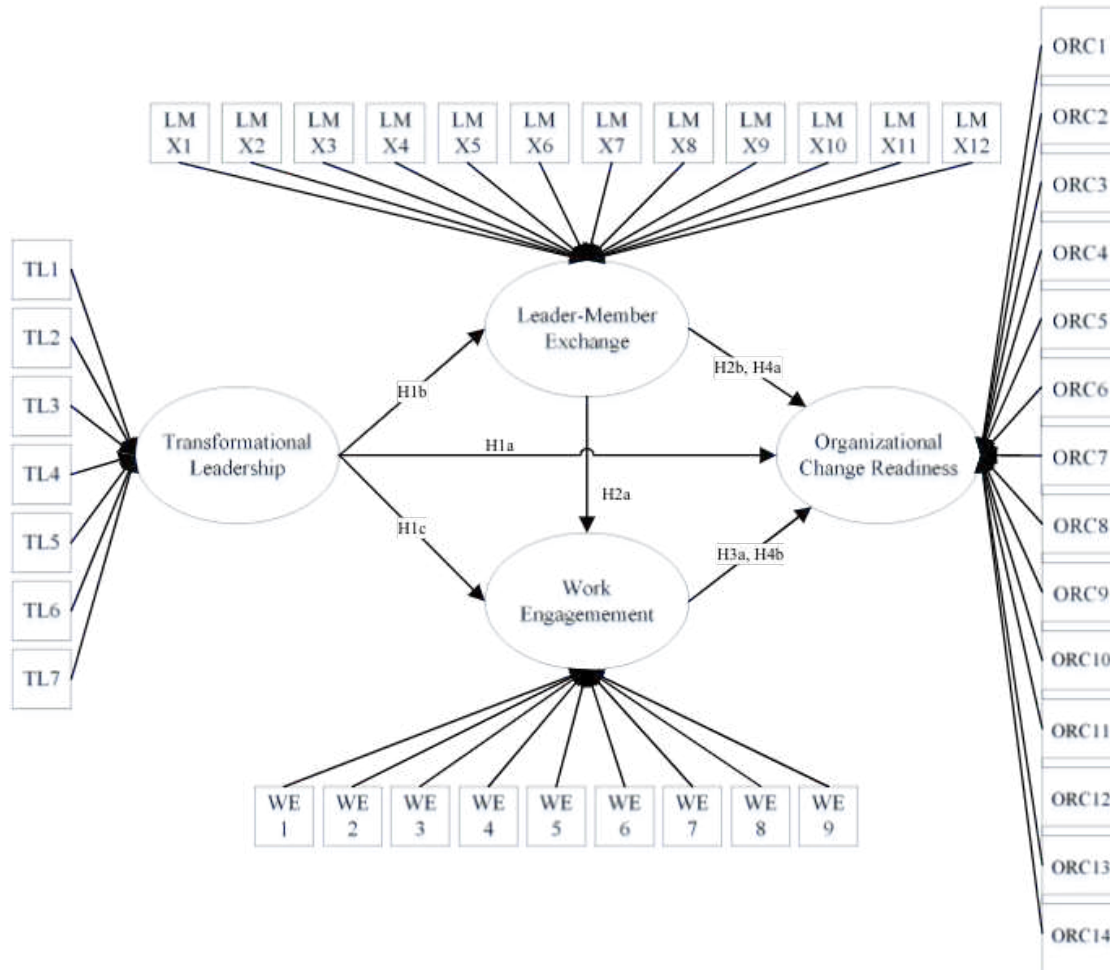 ORC1
ORC2
ORC3
ORC4
ORC5
ORC6
ORC7
ORC8
ORC9
ORC10
ORC11
ORC12
ORC13
ORC14
LM
X1
LM
X2
LM
X3
LM
X4
LM
X5
LM
X6
LM
X7
LM
X8
LM
X9
LM
X10
LM
X11
LM
X12
TL1
TL2
TL3
TL4
TL5
TL6
TL7
Leader-Member
Exchange
H1b
H2b, H4a
Transformational
Leadership
H1a
Organizational
Change Readiness
H2a
H1c
H3a, H4b
Work
Engagemement
WE
1
WE
2
WE
3
WE
4
WE
5
WE
6
WE
7
WE
8
WE
9